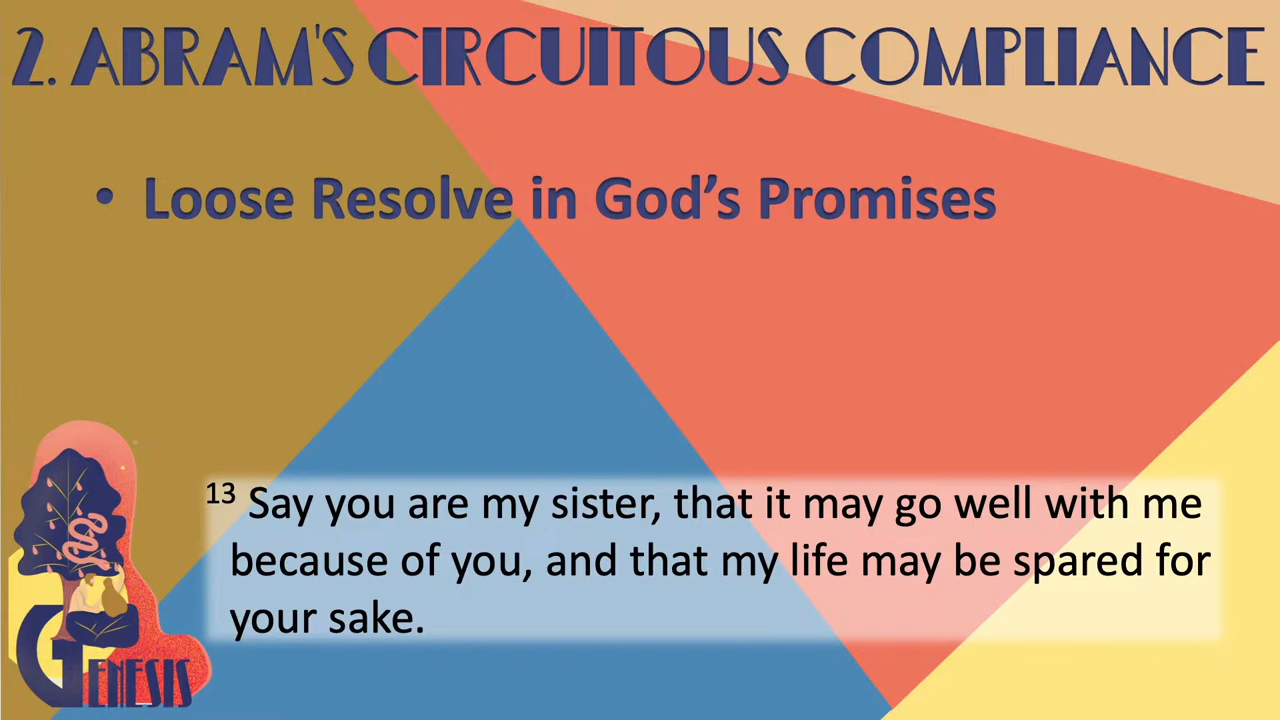 2. ABRAM'S CIRCUITOUS COMPLIANCE
• Loose Resolve in God’s Promises
13 Say you are my sister, that it may go well with me
because of you, and that my life may be spared for
your sake.
GENESIS